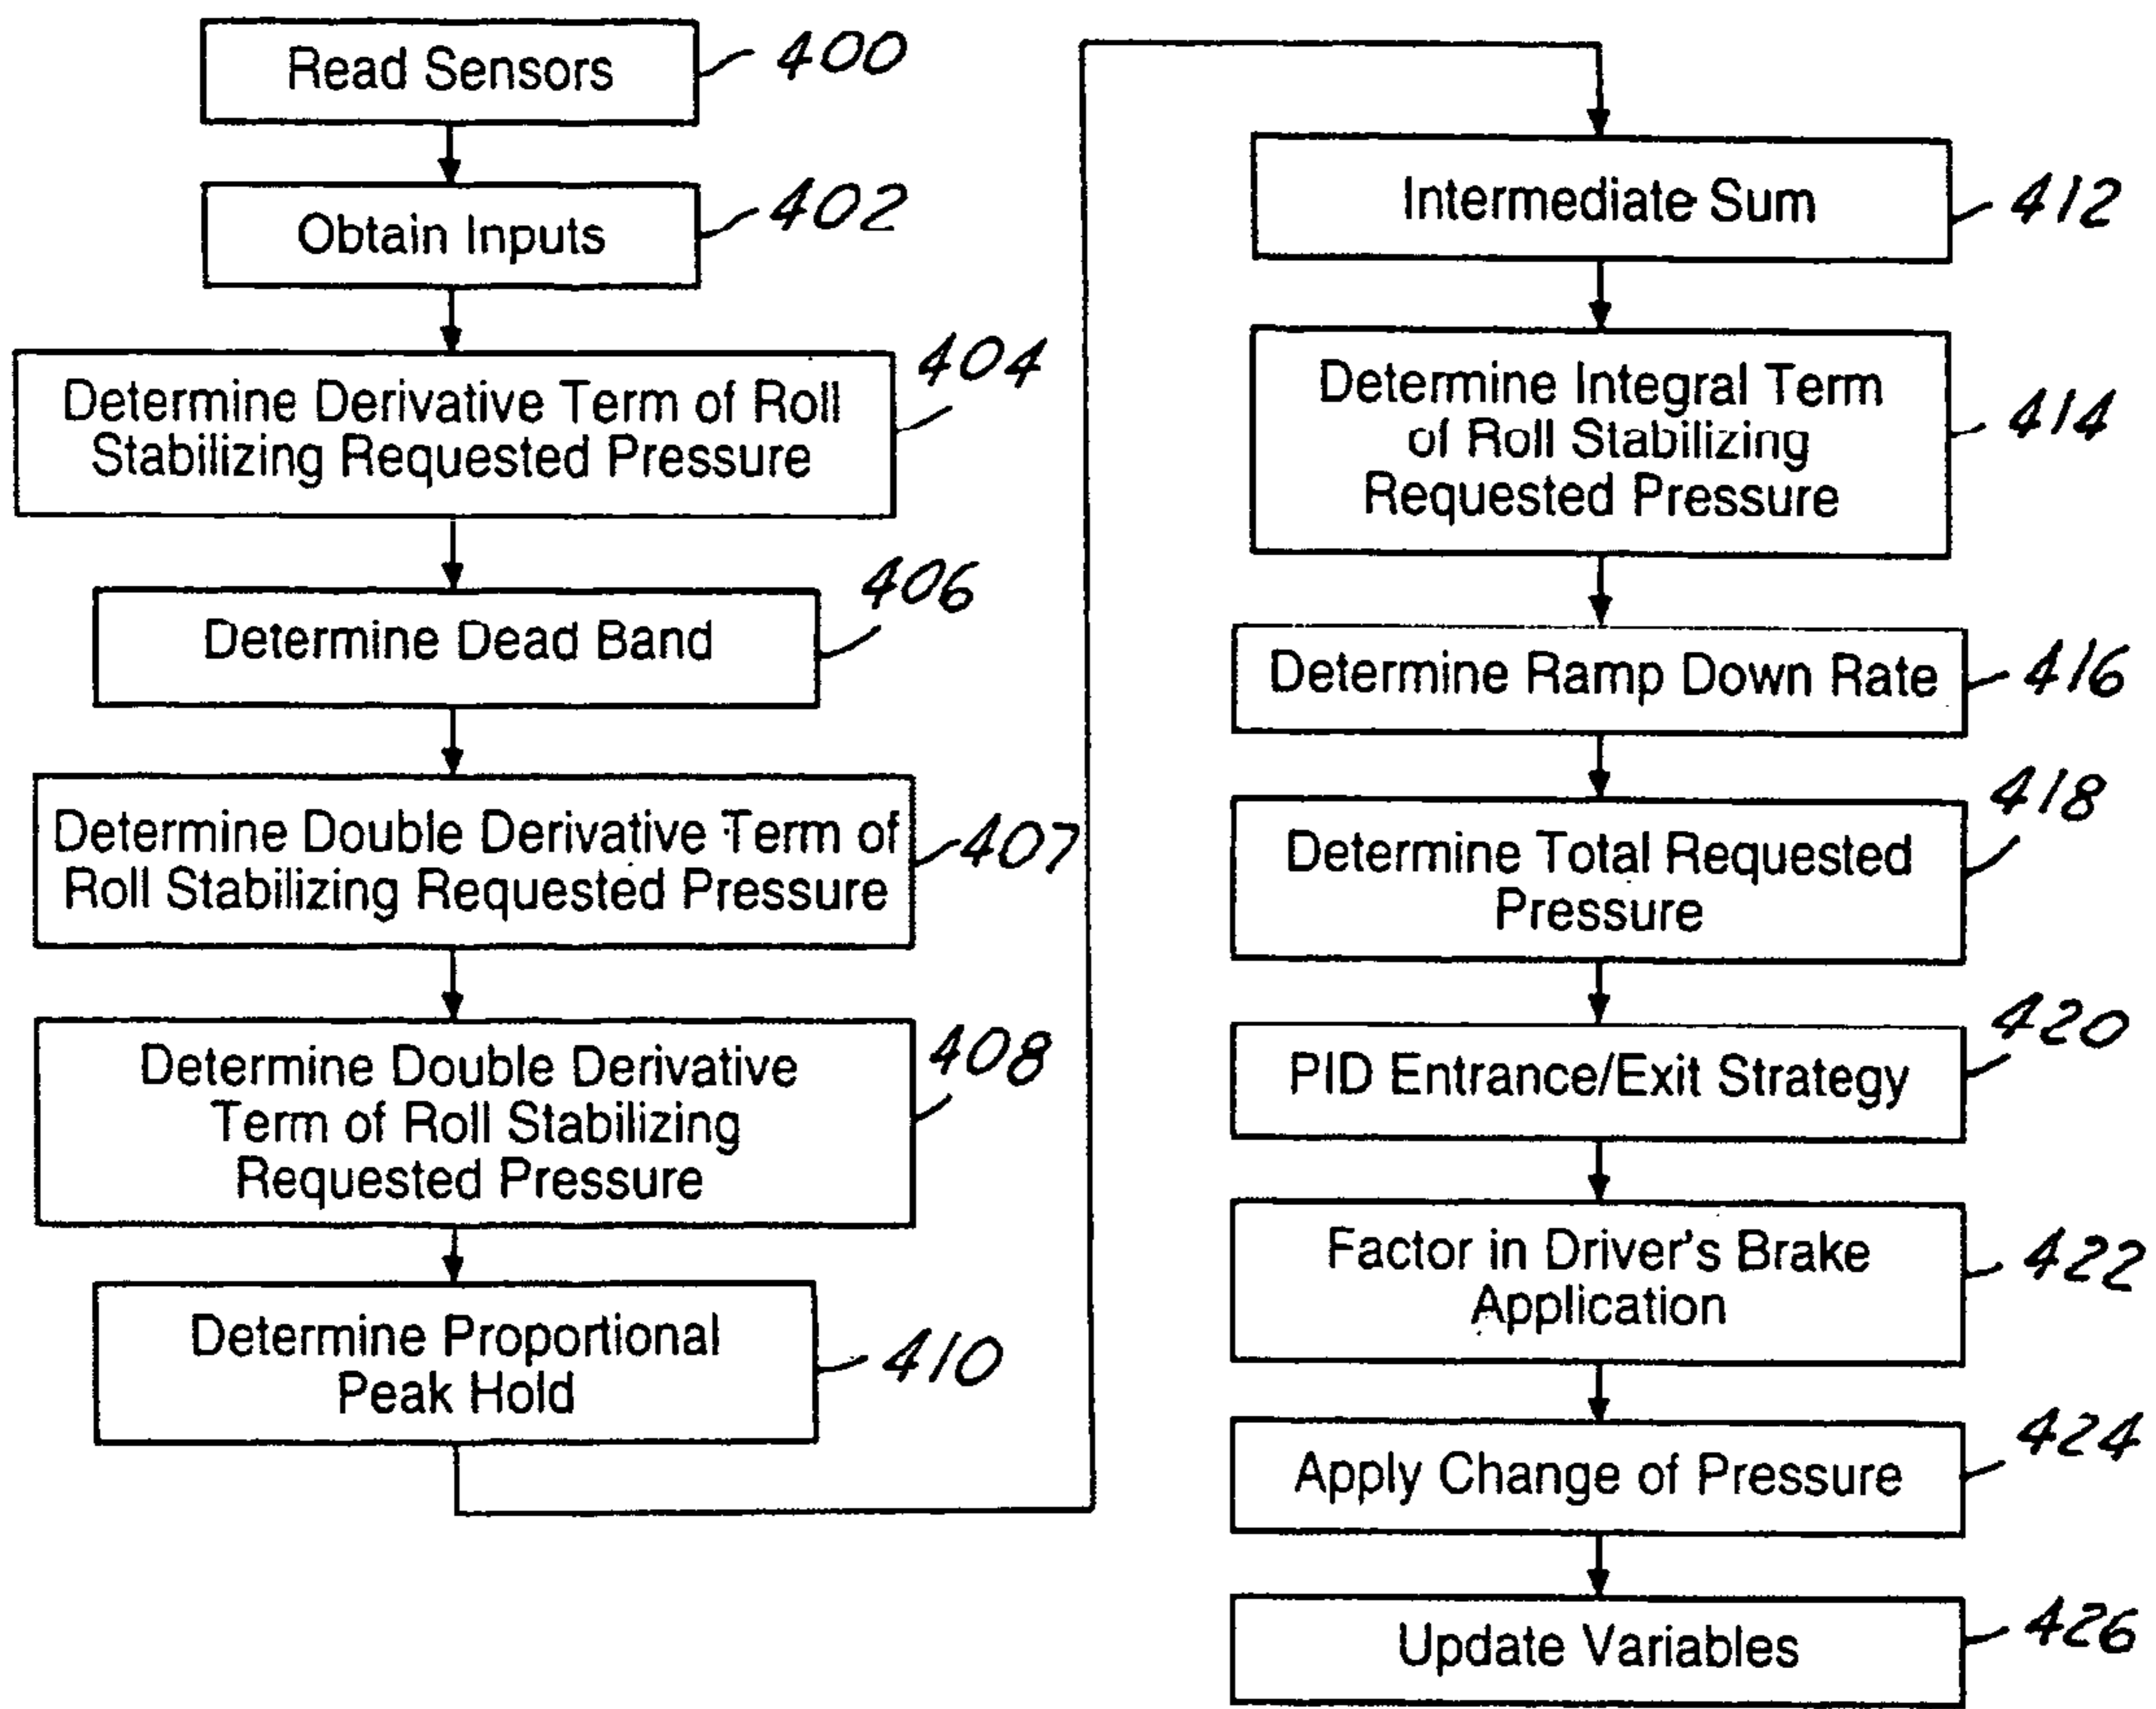 Read Sensors
400
Obtain Inputs
402
Determine Derivative Term of Roll
Stabilizing Requested Pressure
404
Determine Dead Band
406
Determine Double Derivative Term of
Roll Stabilizing Requested Pressure
407
Determine Double Derivative
Term of Roll Stabilizing
Requested Pressure
408
Determine Proportional
Peak Hold
410
Intermediate Sum
412
Determine Integral Term
of Roll Stabilizing
Requested Pressure
414
Determine Ramp Down Rate
416
Determine Total Requested
Pressure
418
PID Entrance/Exit Strategy
420
Factor in Driver's Brake
Application
422
Apply Change of Pressure
424
Update Variables
426